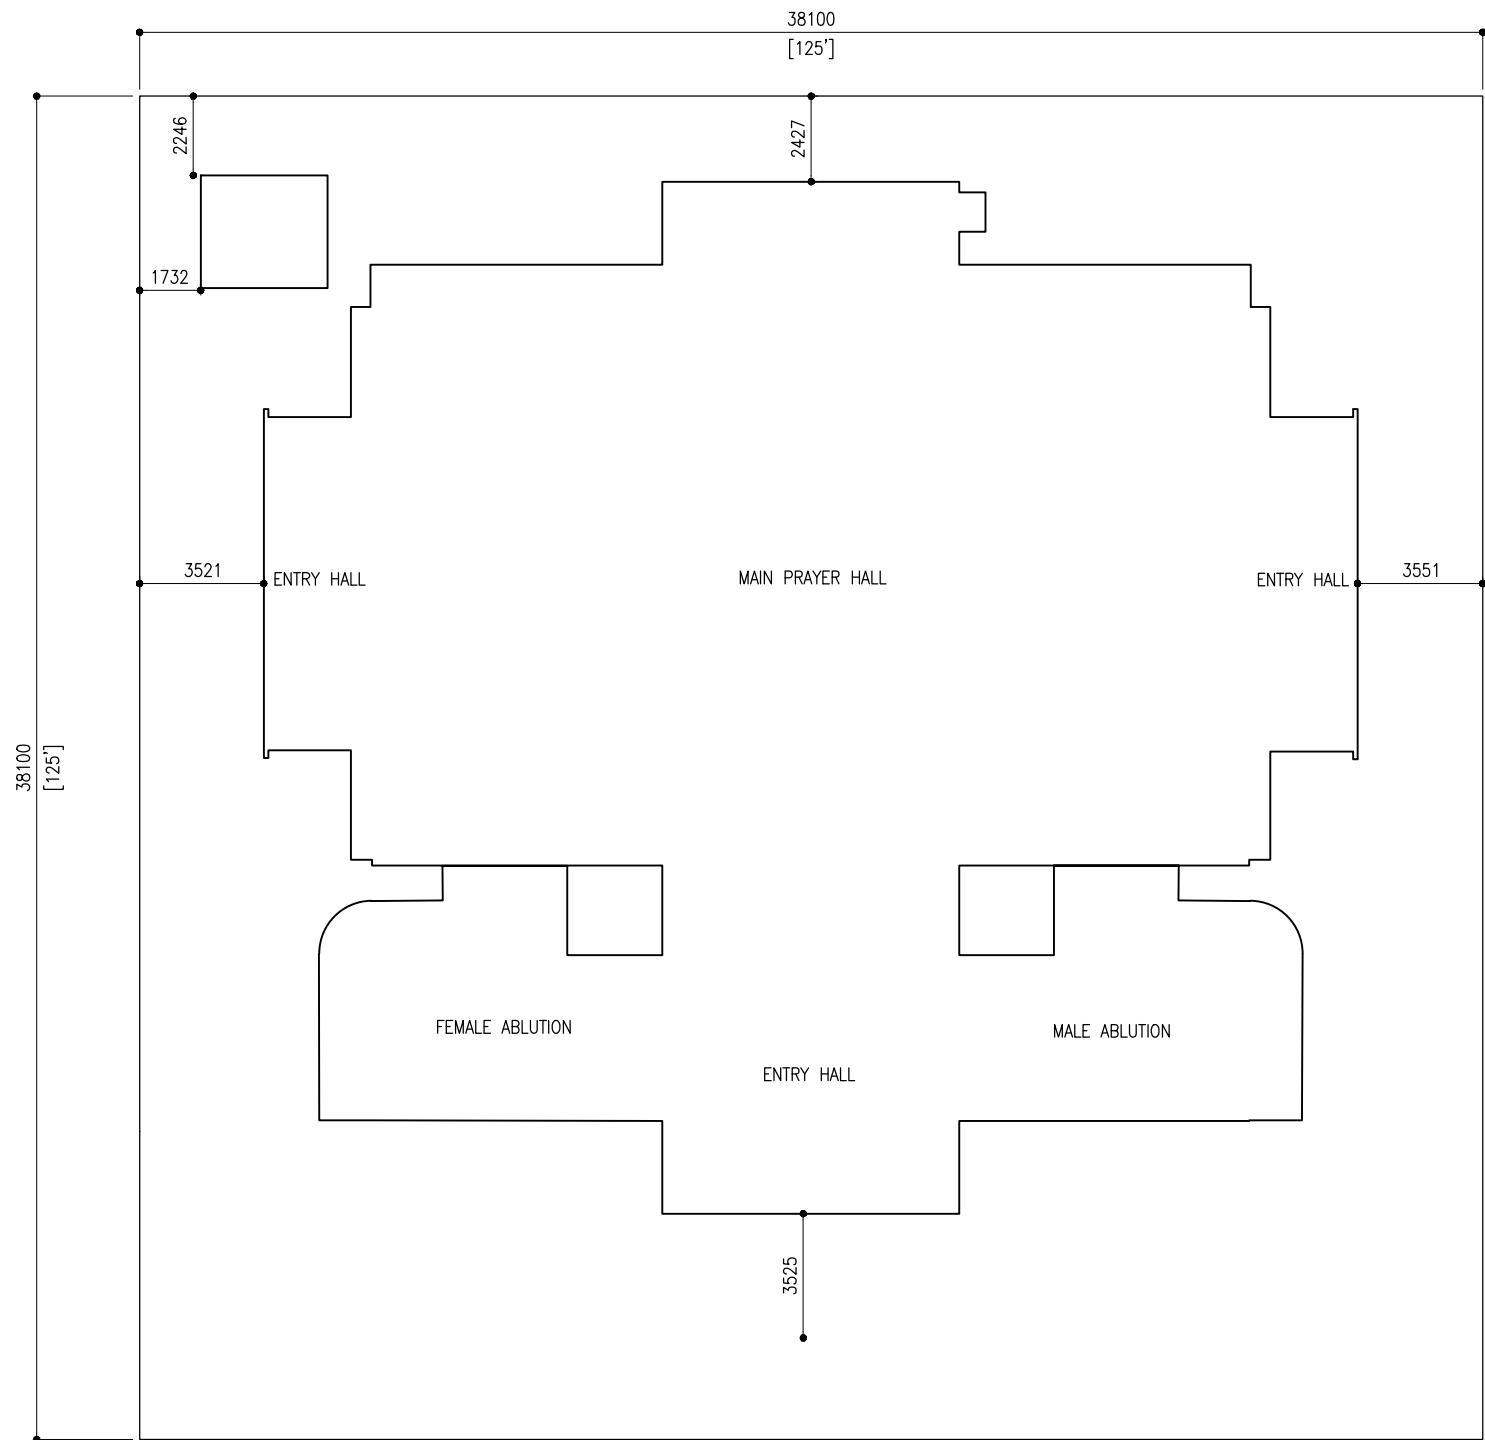 38100
[125']
2246
2427
1732
3521
ENTRY HALL
MAIN PRAYER HALL
ENTRY HALL
3551
38100
[125']
FEMALE ABLUTION
MALE ABLUTION
ENTRY HALL
3525